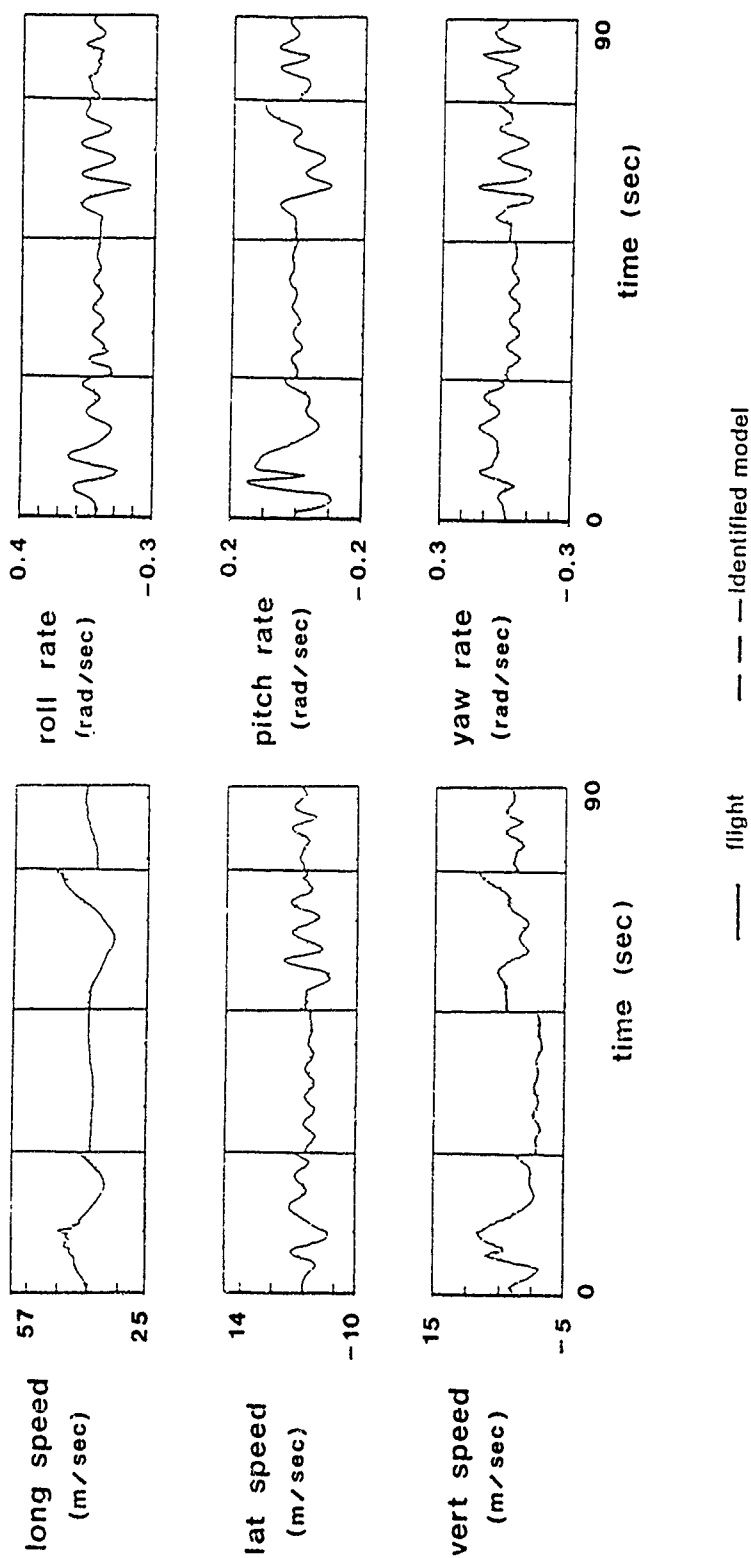 long speed
(m/sec)
57
25
lat speed
(m/sec)
14
-10
vert speed
(m/sec)
15
-5
0
90
time (sec)
roll rate
(rad/sec)
0.4
-0.3
pitch rate
(rad/sec)
0.2
-0.2
yaw rate
(rad/sec)
0.3
-0.3
0
90
time (sec)
flight
Identified model